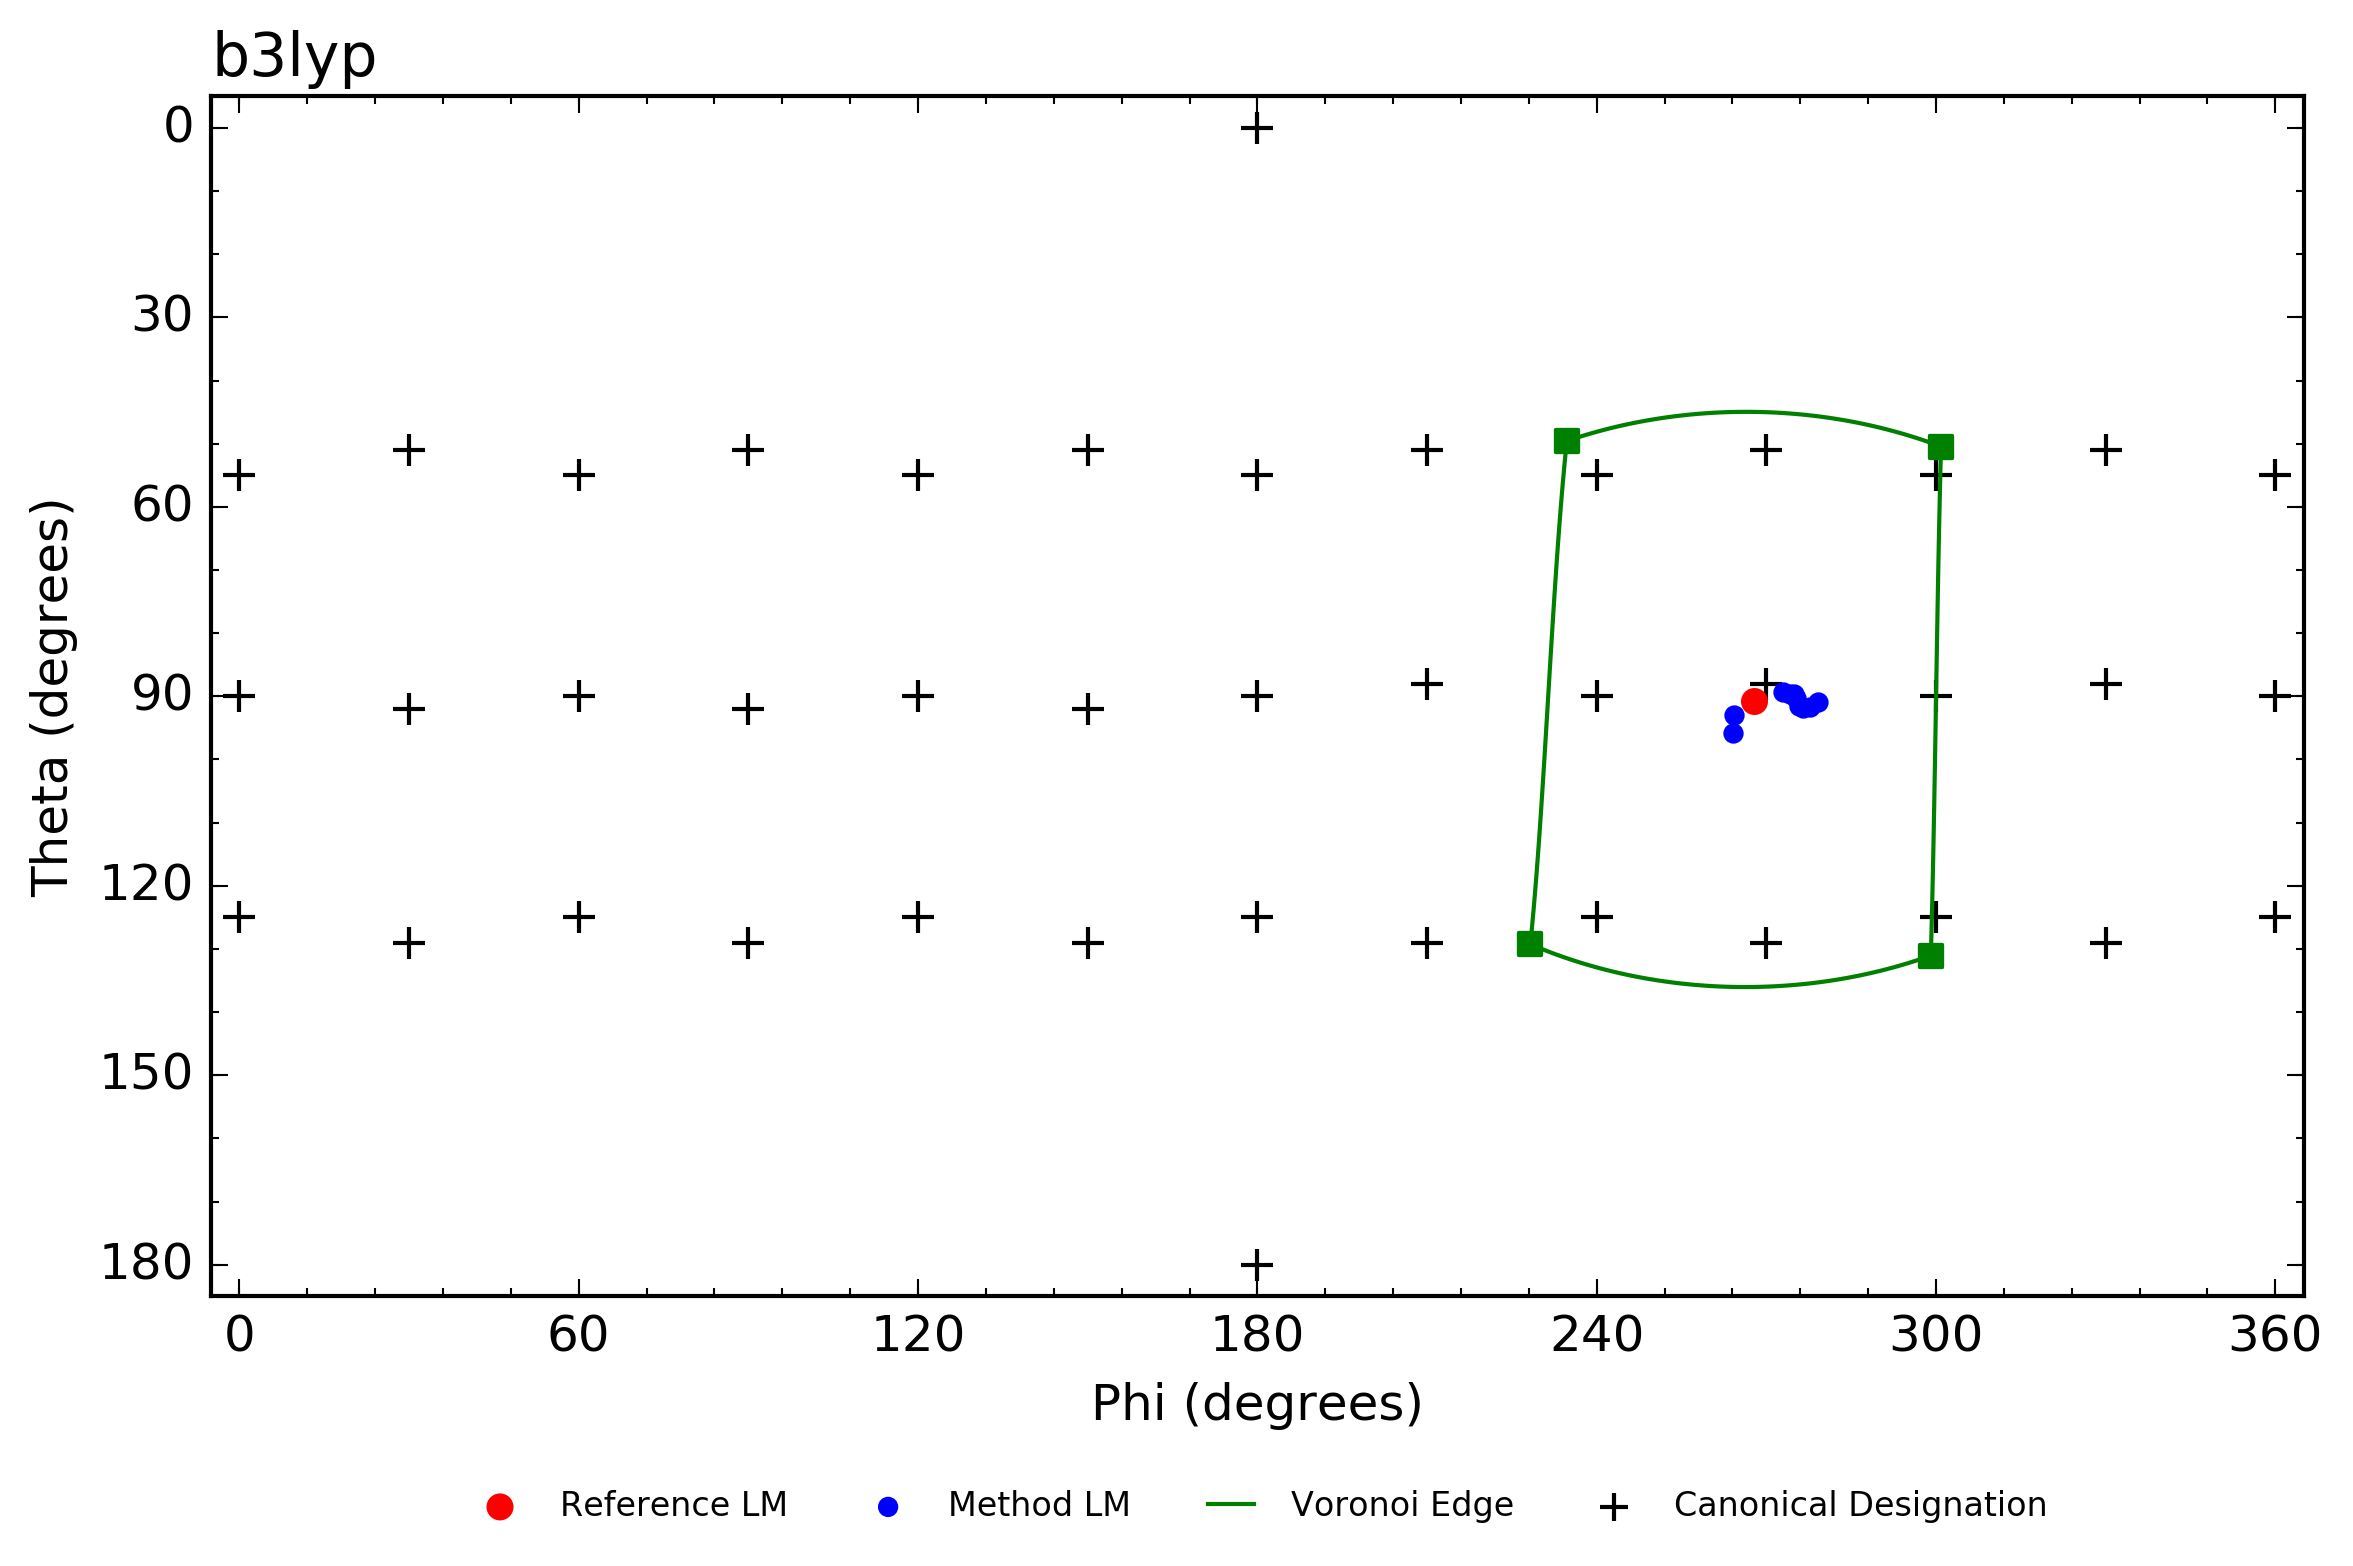 b3lyp
0
30
60
90
120
150
180
Theta (degrees)
0 60 120 180 240 300 360
Phi (degrees)
Reference LM Method LM Voronoi Edge Canonical Designation